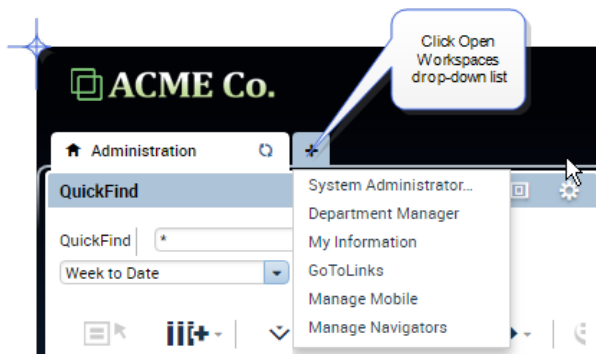 Click Open
Workspaces
drop-down list
ACME Co.
Administration
QuickFind
System Administrator...
Department Manager
QuickFind *
My Information
Week to Date
GoToLinks
Manage Mobile
Manage Navigators